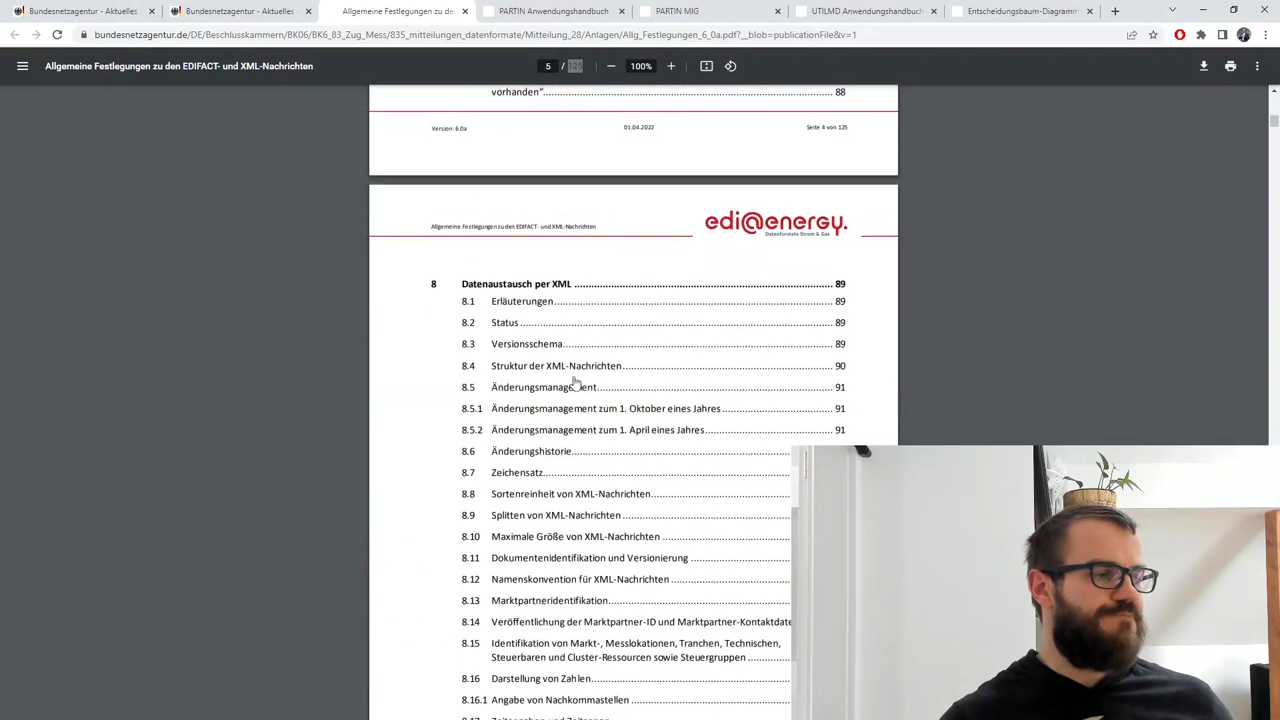 Bundesnetzagentur - Aktuelles
Bundesnetzagentur - Aktuelles
Allgemeine Festlegungen zu den
PARTIN Anwendungshandbuch
PARTIN MIG
UTILMD Anwendungshandbuch
Entscheidungsbaum-Diagramm
bundesnetzagentur.de/DE/Beschlusskammern/BK06/BK6_83_Zug_Mess/835_mitteilungen_datenformate/Mitteilung_28/Anlagen/Allg_Festlegungen_6_0a.pdf?__blob=publicationFile&v=1
Allgemeine Festlegungen zu den EDIFACT- und XML-Nachrichten
5 / 125
100%
vorhanden“ 88
Version: 6.0a 01.04.2022 Seite 4 von 125
Allgemeine Festlegungen zu den EDIFACT- und XML-Nachrichten
edi@energy.
Datenformate Strom & Gas
8 Datenaustausch per XML 89
8.1 Erläuterungen 89
8.2 Status 89
8.3 Versionsschema 89
8.4 Struktur der XML-Nachrichten 90
8.5 Änderungsmanagement 91
8.5.1 Änderungsmanagement zum 1. Oktober eines Jahres 91
8.5.2 Änderungsmanagement zum 1. April eines Jahres 91
8.6 Änderungshistorie
8.7 Zeichensatz
8.8 Sortenreinheit von XML-Nachrichten
8.9 Splitten von XML-Nachrichten
8.10 Maximale Größe von XML-Nachrichten
8.11 Dokumentenidentifikation und Versionierung
8.12 Namenskonvention für XML-Nachrichten
8.13 Marktpartneridentifikation
8.14 Veröffentlichung der Marktpartner-ID und Marktpartner-Kontaktdate
8.15 Identifikation von Markt-, Messlokationen, Tranchen, Technischen,
Steuerbaren und Cluster-Ressourcen sowie Steuergruppen
8.16 Darstellung von Zahlen
8.16.1 Angabe von Nachkommastellen